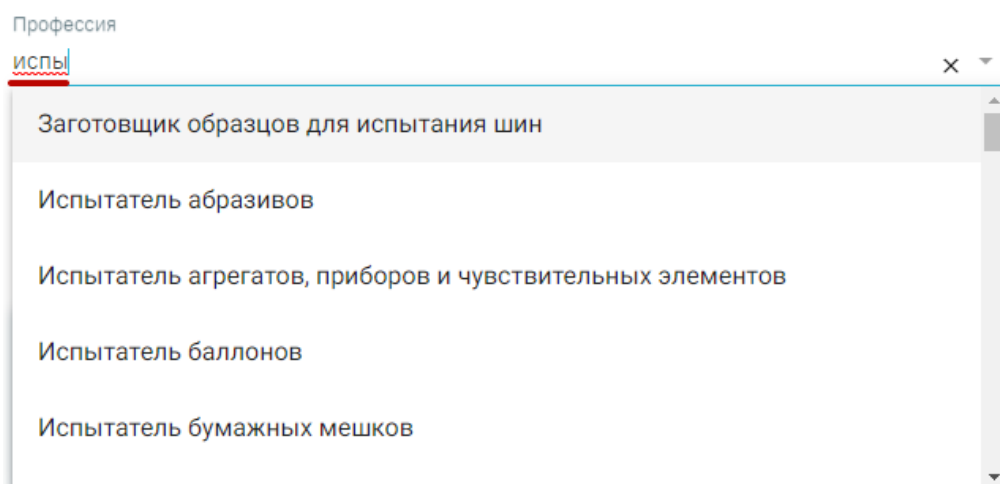 Профессия
испы
Заготовщик образцов для испытания шин
Испытатель абразивов
Испытатель агрегатов, приборов и чувствительных элементов
Испытатель баллонов
Испытатель бумажных мешков